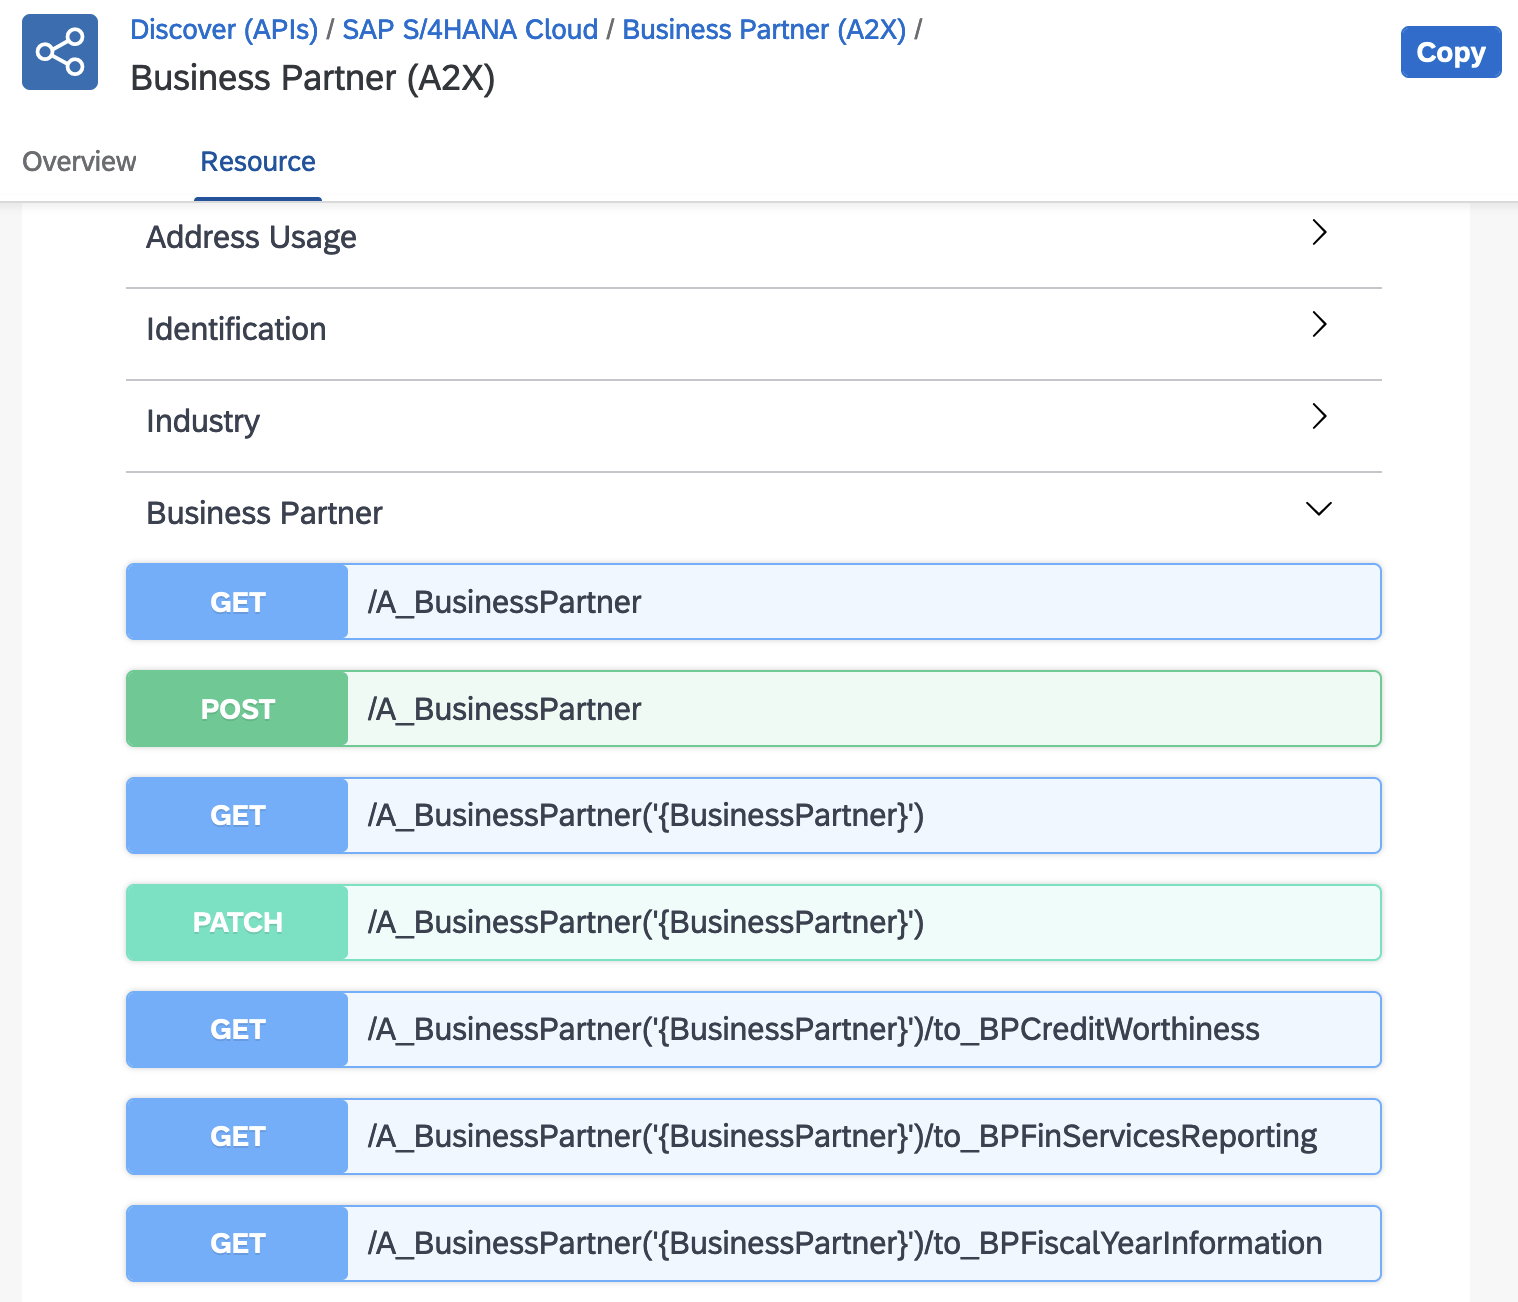 Discover (APIs) / SAP S/4HANA Cloud / Business Partner (A2X) /
Copy
Business Partner (A2X)
Overview Resource
Address Usage
Identification
Industry
Business Partner
GET /A_BusinessPartner
POST /A_BusinessPartner
GET /A_BusinessPartner('{BusinessPartner}')
PATCH /A_BusinessPartner('{BusinessPartner}')
GET /A_BusinessPartner('{BusinessPartner}')/to_BPCreditWorthiness
GET /A_BusinessPartner('{BusinessPartner}')/to_BPFinServicesReporting
GET /A_BusinessPartner('{BusinessPartner}')/to_BPFiscalYearInformation